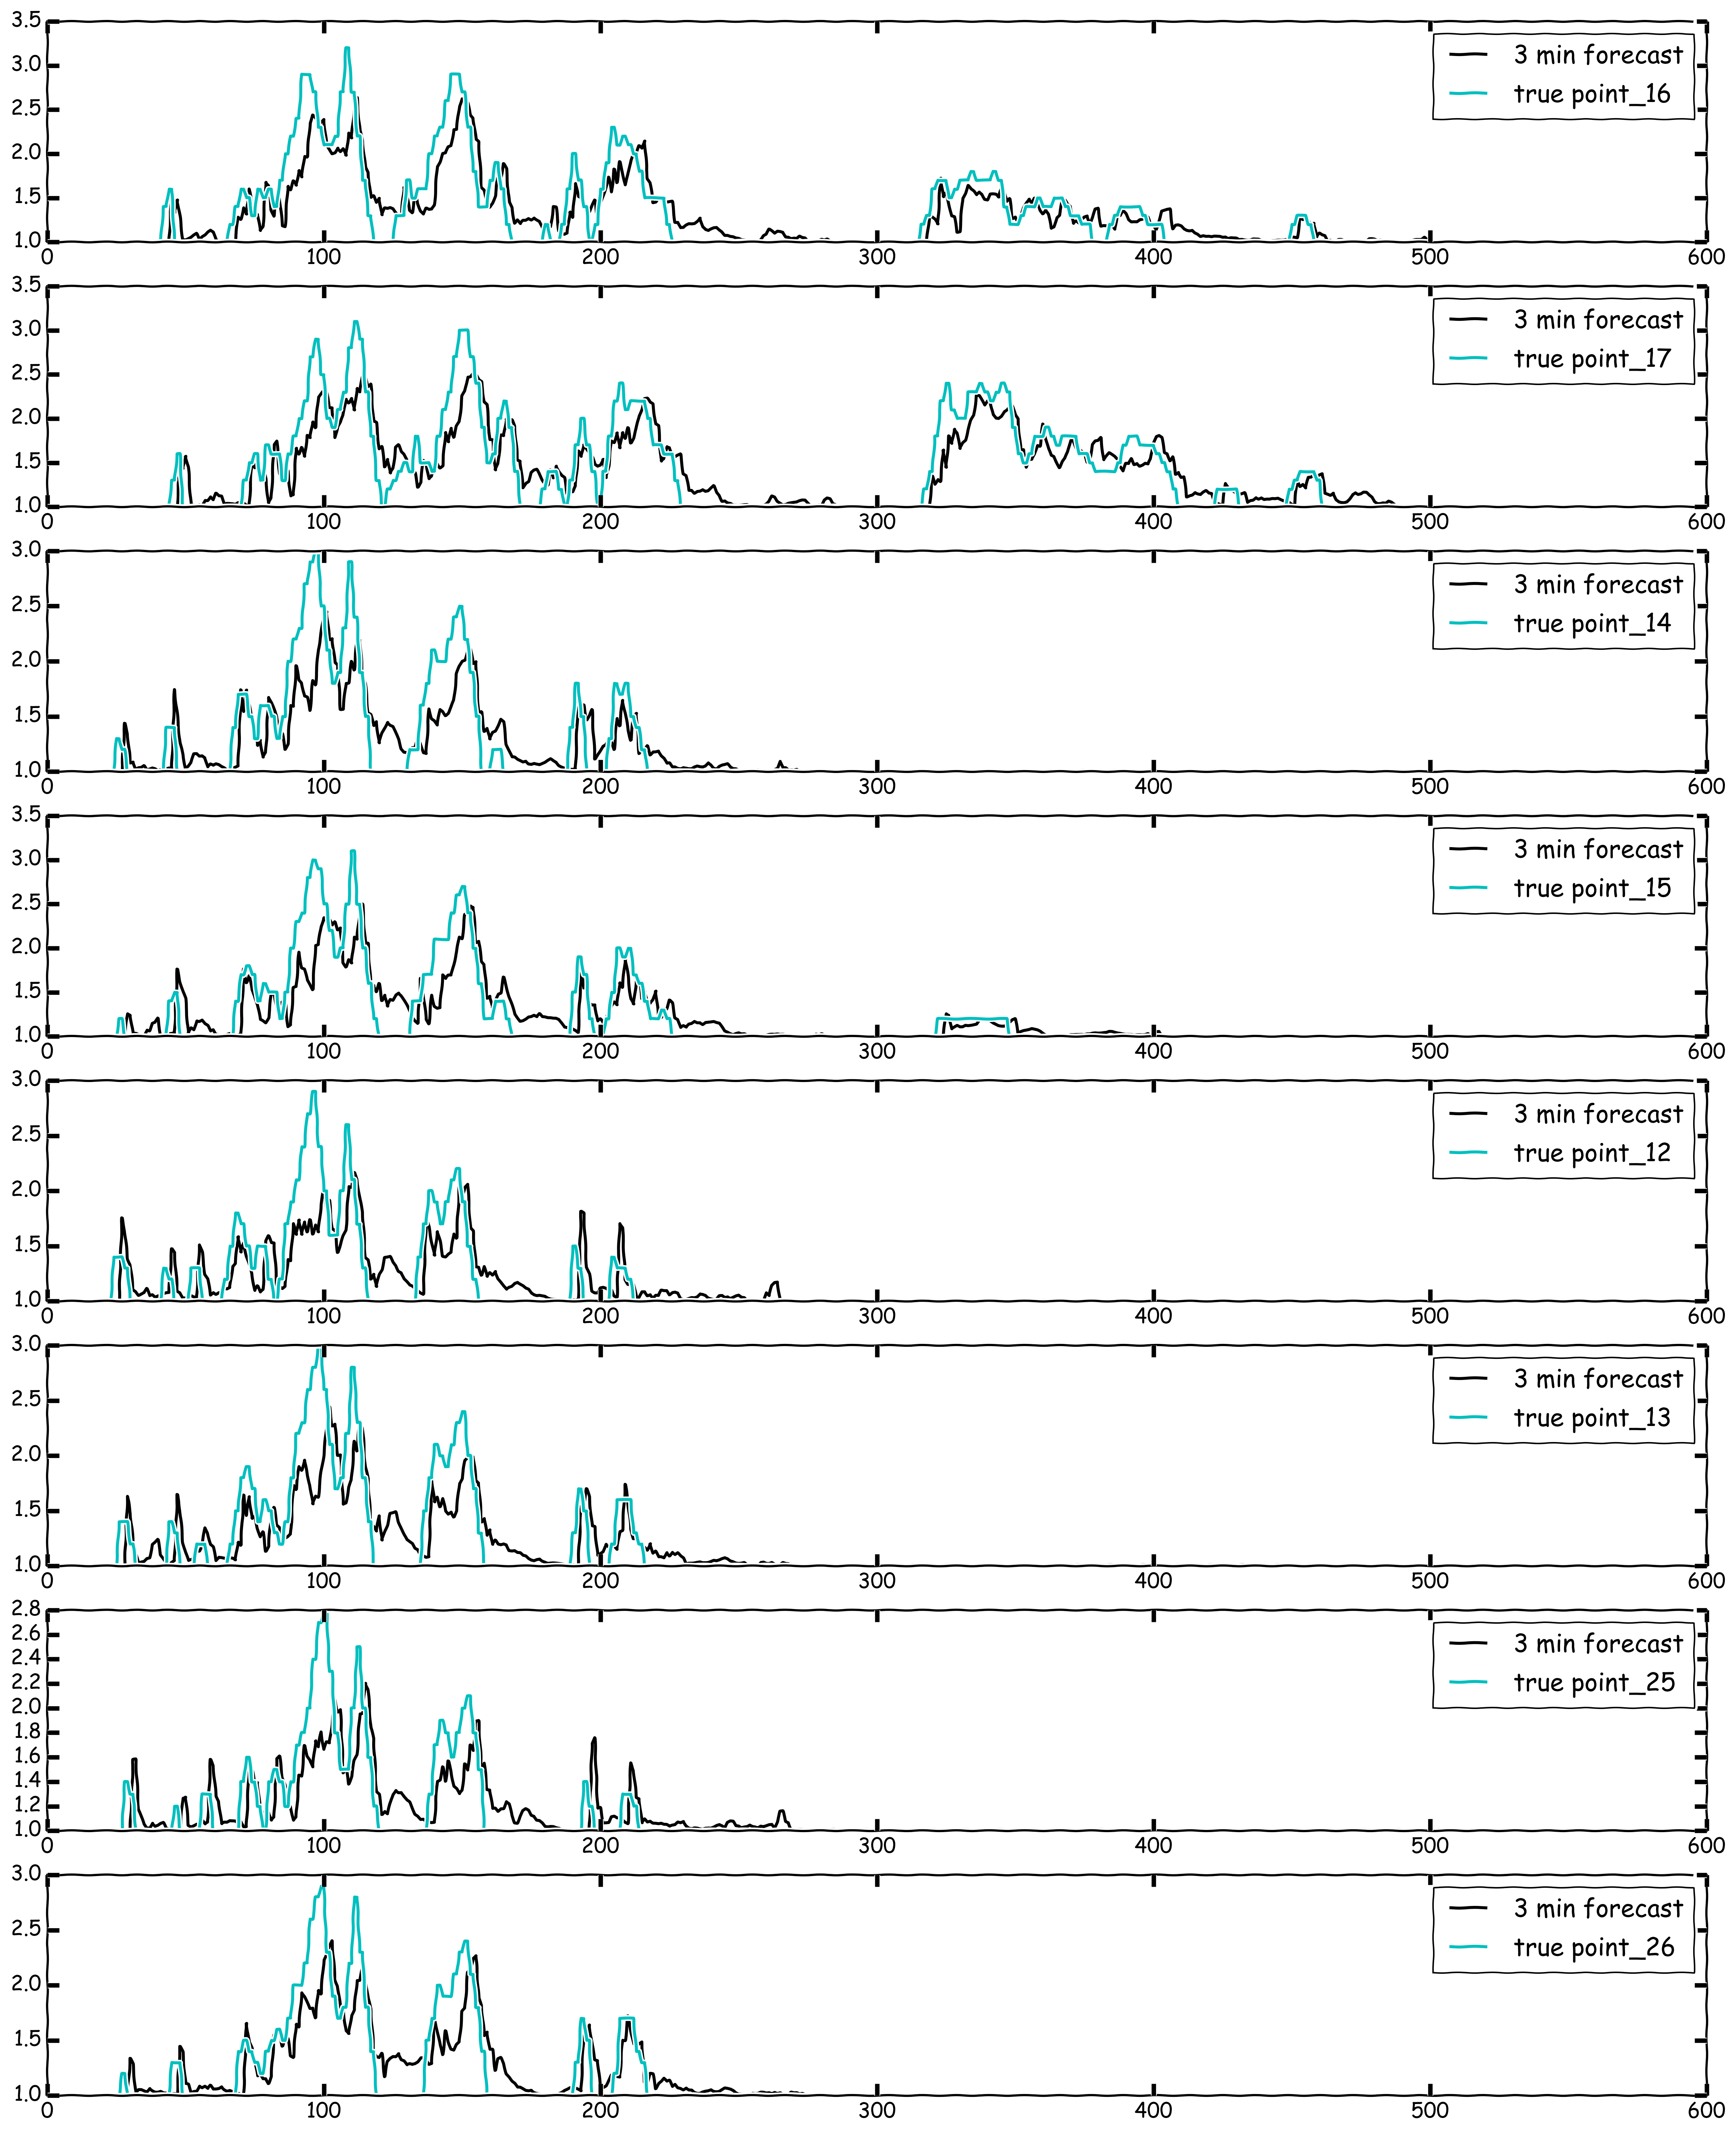 3.5
3.0
2.5
2.0
1.5
1.0
0 100 200 300 400 500 600
3 min forecast
true point_16
3.5
3.0
2.5
2.0
1.5
1.0
0 100 200 300 400 500 600
3 min forecast
true point_17
3.0
2.5
2.0
1.5
1.0
0 100 200 300 400 500 600
3 min forecast
true point_14
3.5
3.0
2.5
2.0
1.5
1.0
0 100 200 300 400 500 600
3 min forecast
true point_15
3.0
2.5
2.0
1.5
1.0
0 100 200 300 400 500 600
3 min forecast
true point_12
3.0
2.5
2.0
1.5
1.0
0 100 200 300 400 500 600
3 min forecast
true point_13
2.8
2.6
2.4
2.2
2.0
1.8
1.6
1.4
1.2
1.0
0 100 200 300 400 500 600
3 min forecast
true point_25
3.0
2.5
2.0
1.5
1.0
0 100 200 300 400 500 600
3 min forecast
true point_26